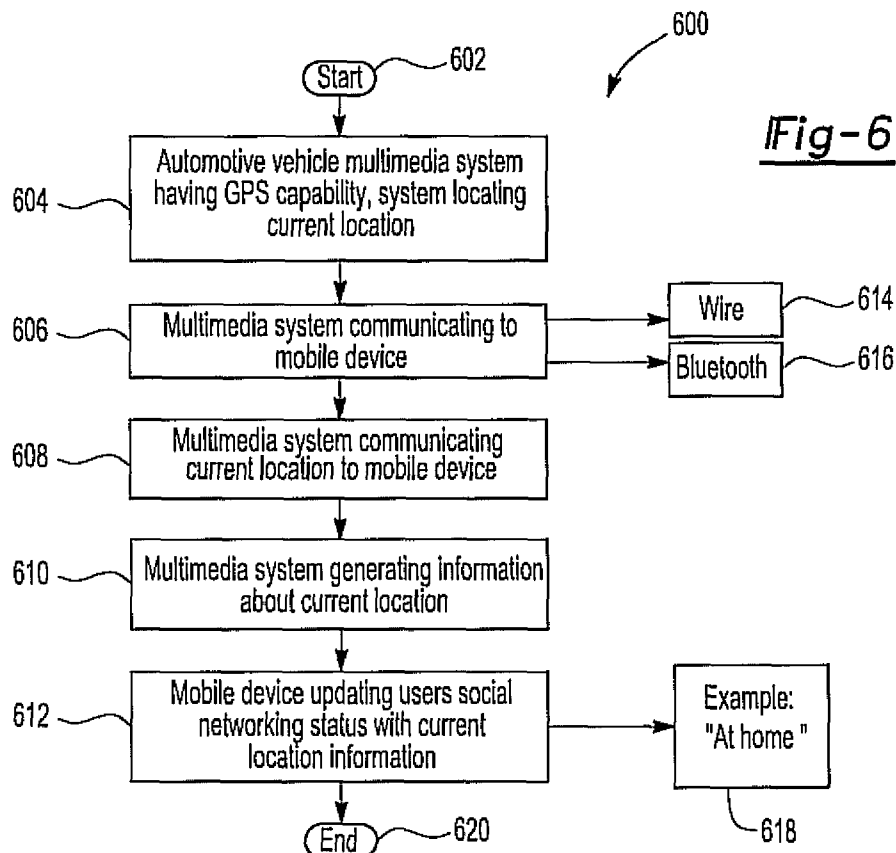 600
602
Start
Fig-6
604
Automotive vehicle multimedia system
having GPS capability, system locating
current location
606
Multimedia system communicating to
mobile device
Wire
614
Bluetooth
616
608
Multimedia system communicating
current location to mobile device
610
Multimedia system generating information
about current location
612
Mobile device updating users social
networking status with current
location information
Example:
"At home "
618
End
620